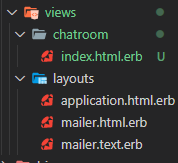 views
chatroom
index.html.erb U
layouts
application.html.erb
mailer.html.erb
mailer.text.erb